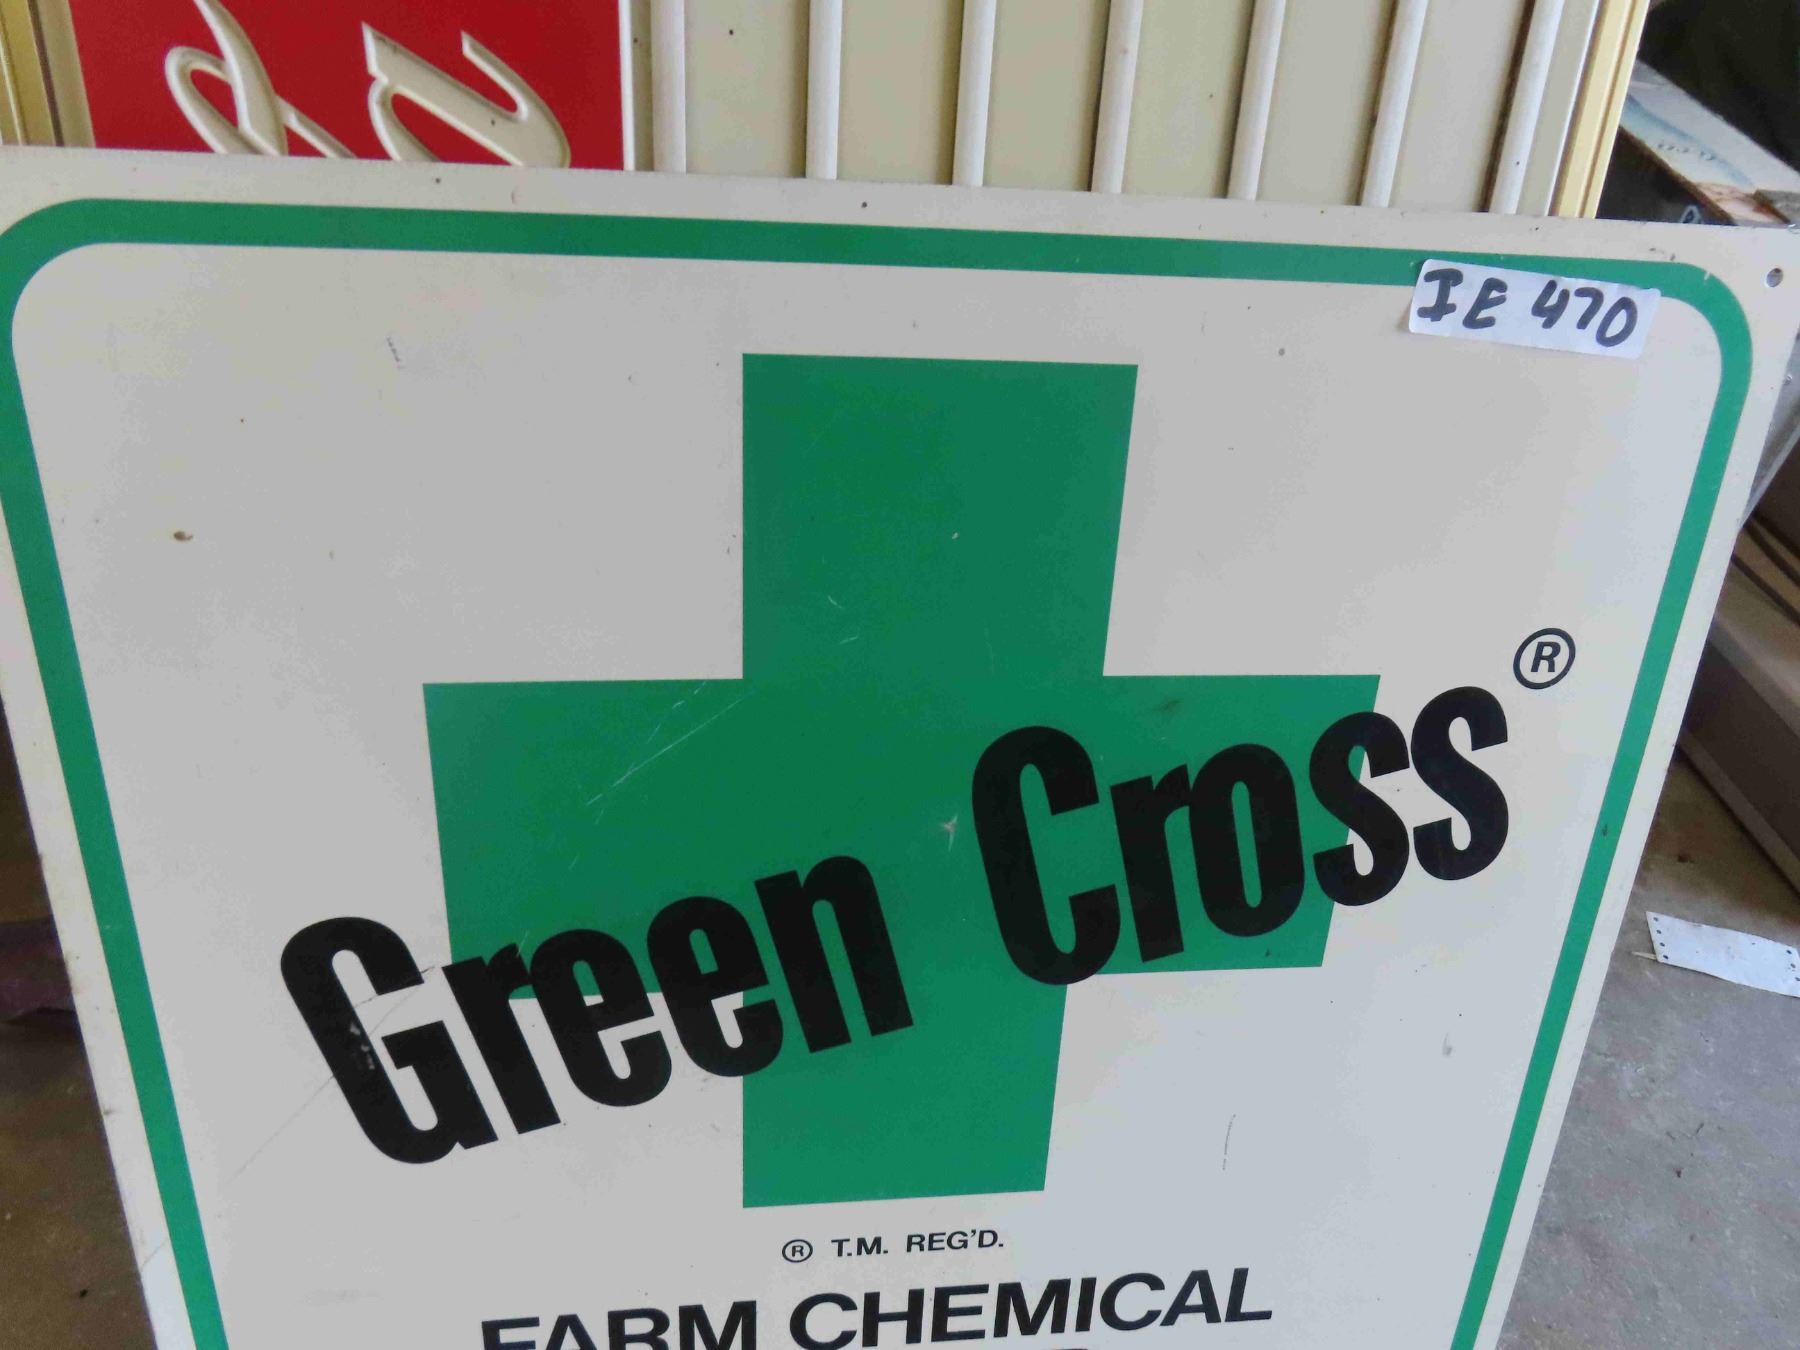 IE 470
Green Cross®
® T.M. REG'D.
FARM CHEMICAL